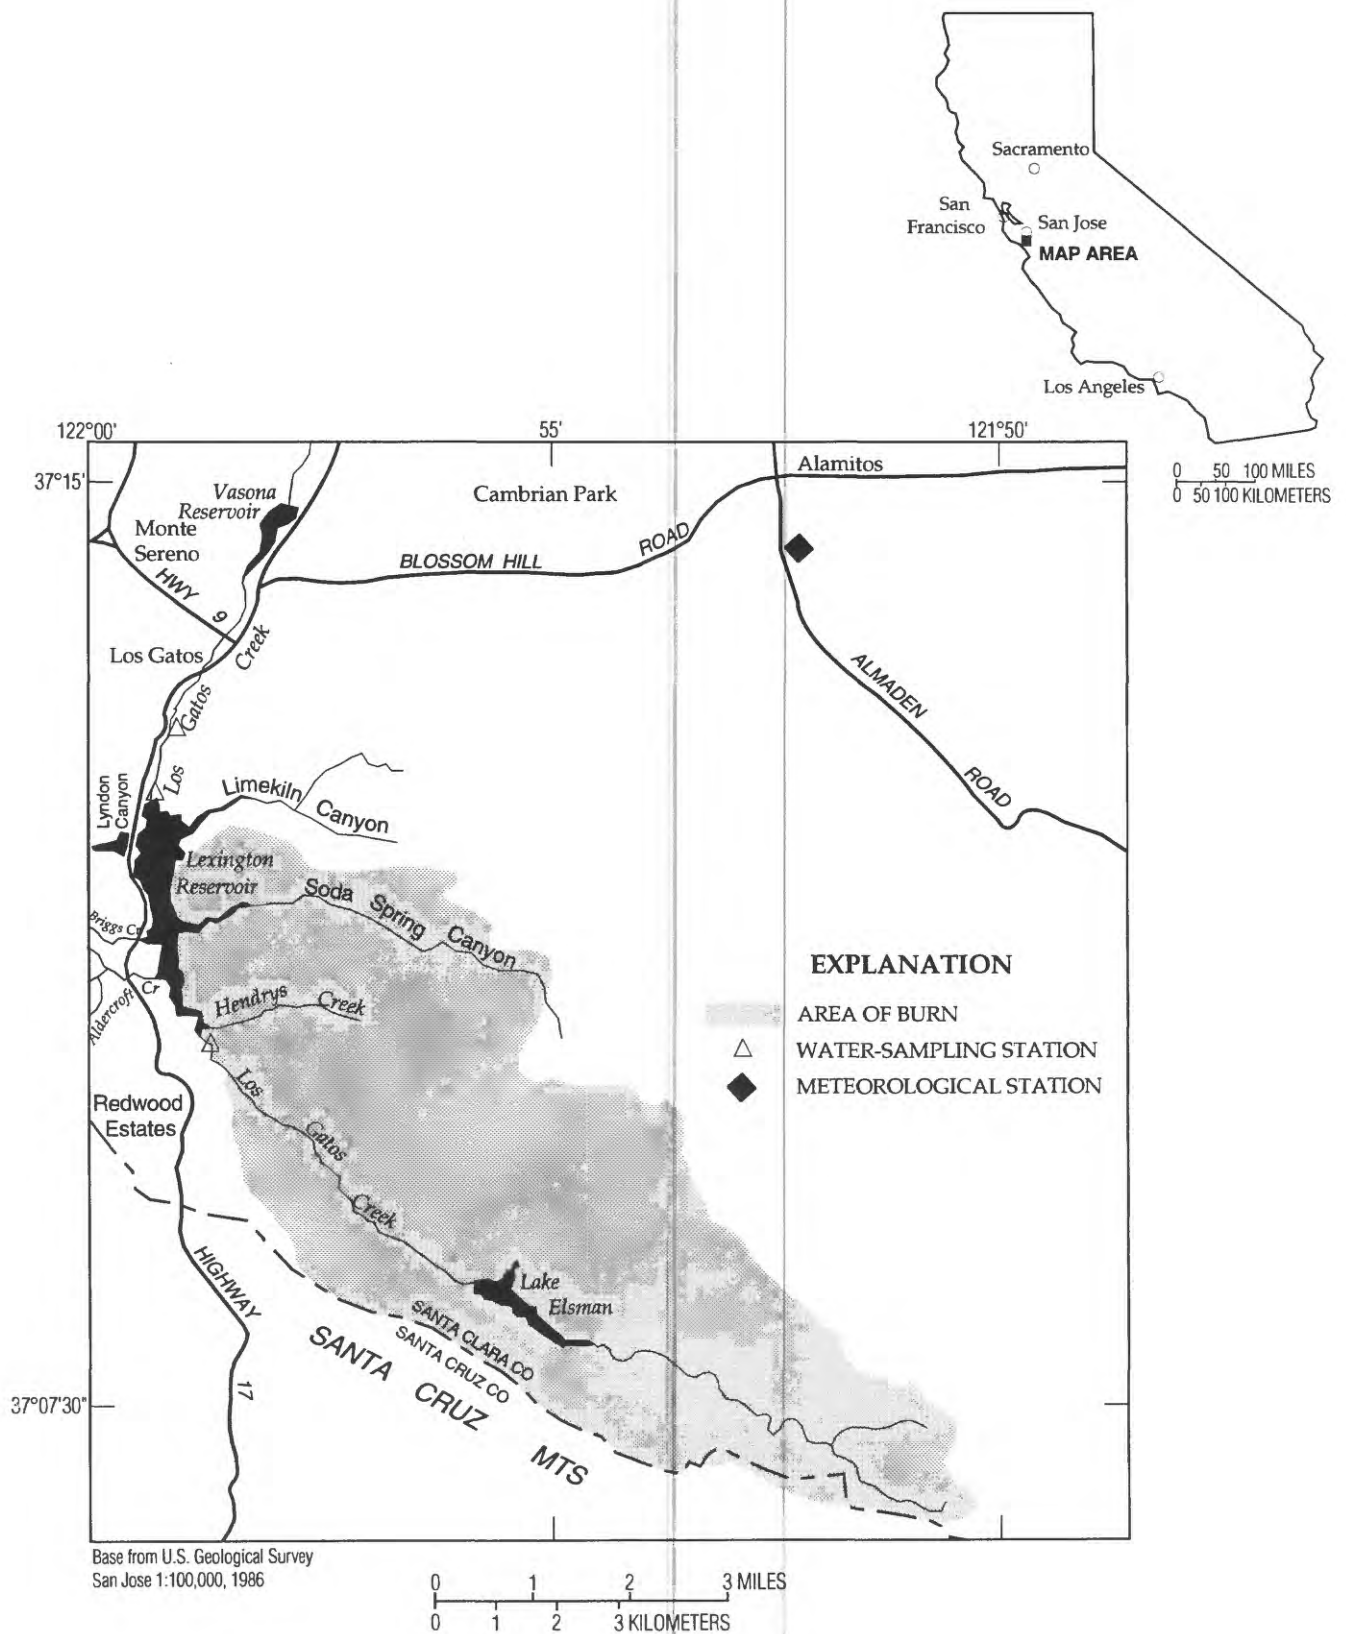 Sacramento
San
Francisco
San Jose
MAP AREA
Los Angeles
0 50 100 MILES
0 50 100 KILOMETERS
122°00'
55'
121°50'
37°15'
Vasona
Reservoir
Cambrian Park
Alamitos
Monte
Sereno
HWY 9
BLOSSOM HILL ROAD
Los Gatos
Los Gatos Creek
ALMADEN ROAD
Lyndon
Canyon
Limekiln Canyon
Lexington
Reservoir
Soda Spring Canyon
Briggs Cr
Aldercroft Cr
Hendrys Creek
EXPLANATION
AREA OF BURN
WATER-SAMPLING STATION
METEOROLOGICAL STATION
Redwood
Estates
Los Gatos Creek
HIGHWAY 17
Lake
Elsman
SANTA CLARA CO
SANTA CRUZ CO
SANTA CRUZ MTS
37°07'30"
Base from U.S. Geological Survey
San Jose 1:100,000, 1986
0 1 2 3 MILES
0 1 2 3 KILOMETERS